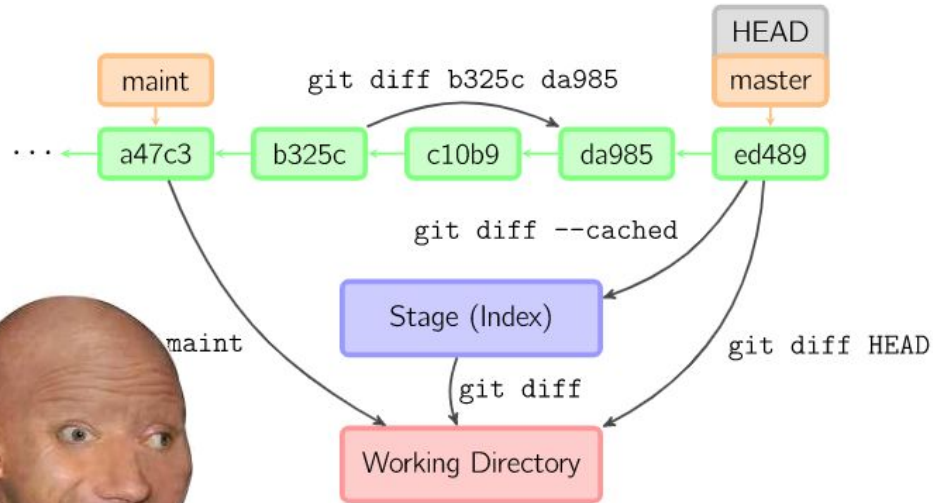 HEAD
maint
master
git diff b325c da985
...
a47c3
b325c
c10b9
da985
ed489
git diff --cached
Stage (Index)
maint
git diff HEAD
git diff
Working Directory